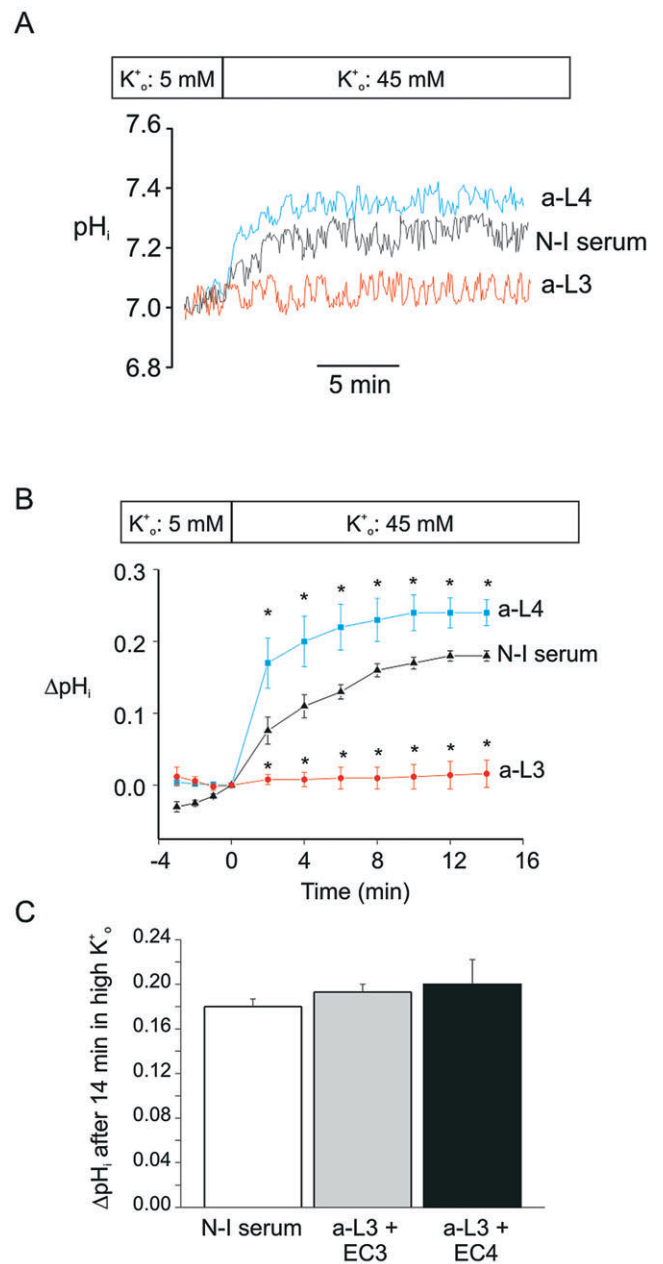 A
K⁺ₒ: 5 mM K⁺ₒ: 45 mM
7.6
7.4
7.2
7.0
6.8
pHᵢ
a-L4
N-I serum
a-L3
5 min
B
K⁺ₒ: 5 mM K⁺ₒ: 45 mM
0.3
0.2
0.1
0.0
ΔpHᵢ
* * * * * * *
a-L4
N-I serum
* * * * * * *
a-L3
-4 0 4 8 12 16
Time (min)
C
ΔpHᵢ after 14 min in high K⁺ₒ
0.24
0.20
0.16
0.12
0.08
0.04
0.00
N-I serum
a-L3 +
EC3
a-L3 +
EC4